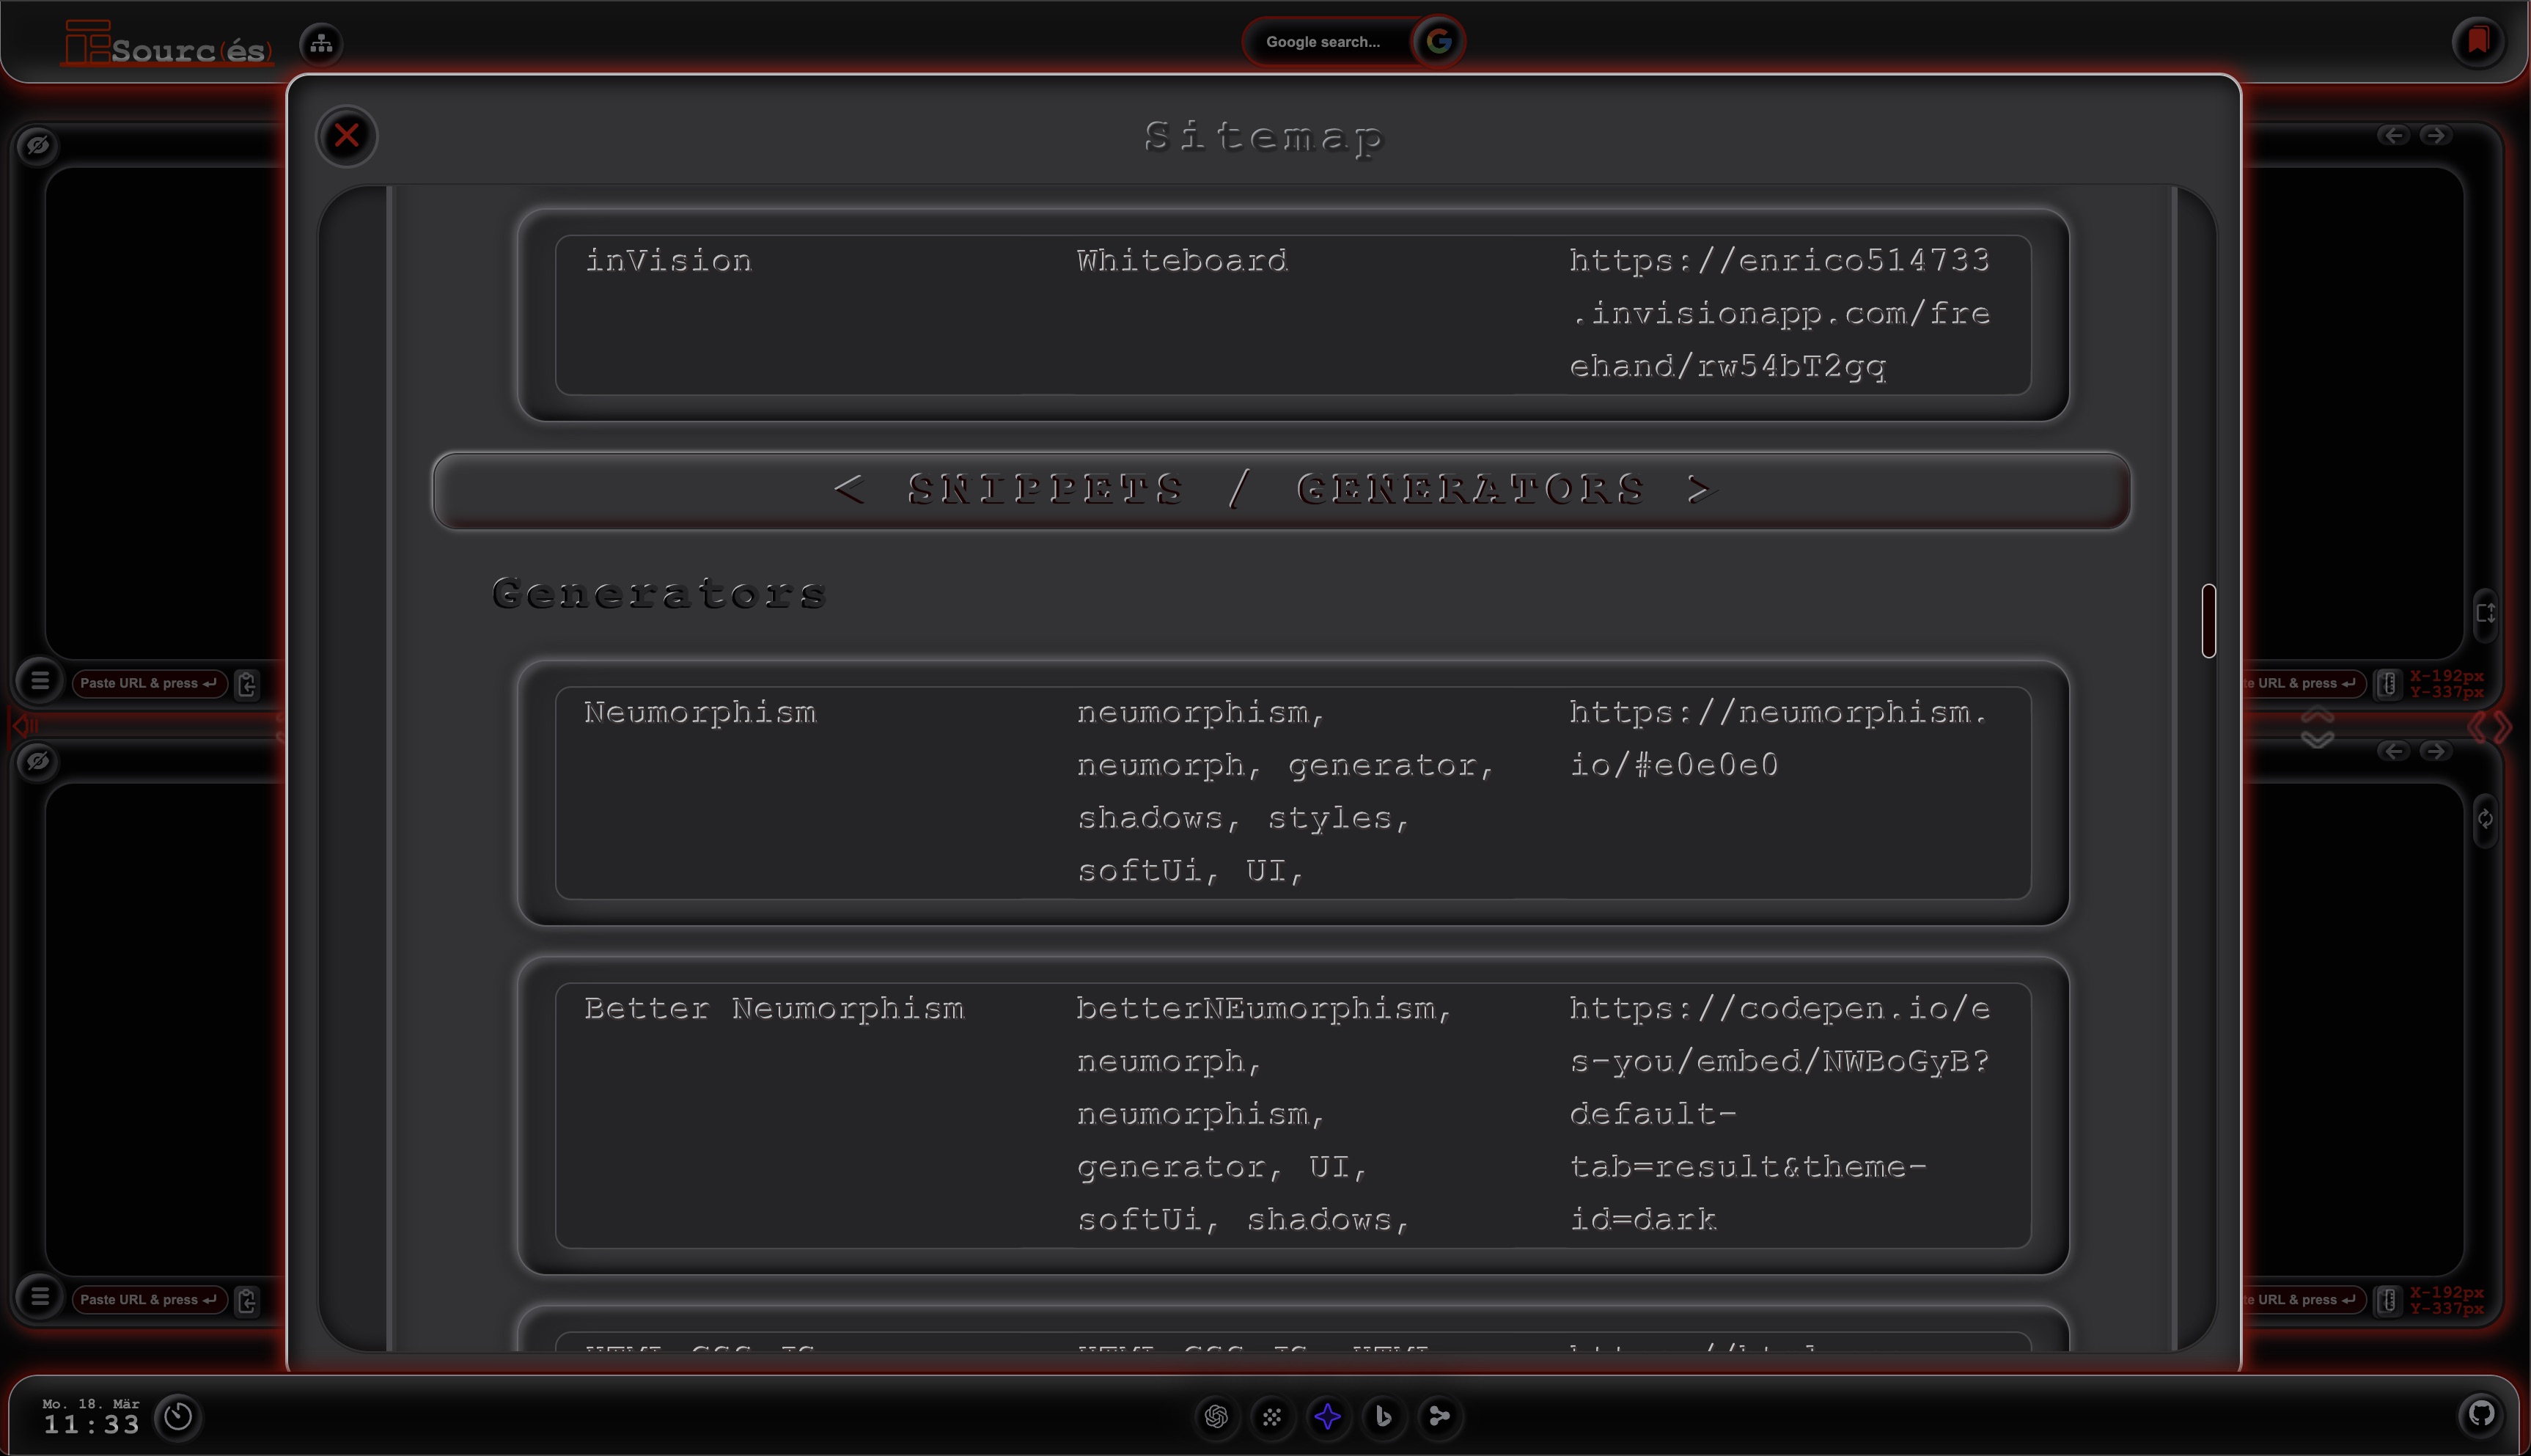 Sourc(és)
Google search...
Sitemap
inVision
Whiteboard
https://enrico514733
.invisionapp.com/fre
ehand/rw54bT2gq
< SNIPPETS / GENERATORS >
Generators
Neumorphism
neumorphism,
neumorph, generator,
shadows, styles,
softUi, UI,
https://neumorphism.
io/#e0e0e0
Better Neumorphism
betterNEumorphism,
neumorph,
neumorphism,
generator, UI,
softUi, shadows,
https://codepen.io/e
s-you/embed/NWBoGyB?
default-
tab=result&theme-
id=dark
Paste URL & press
te URL & press
X-192px
Y-337px
Paste URL & press
te URL & press
X-192px
Y-337px
Mo. 18. Mär
11:33